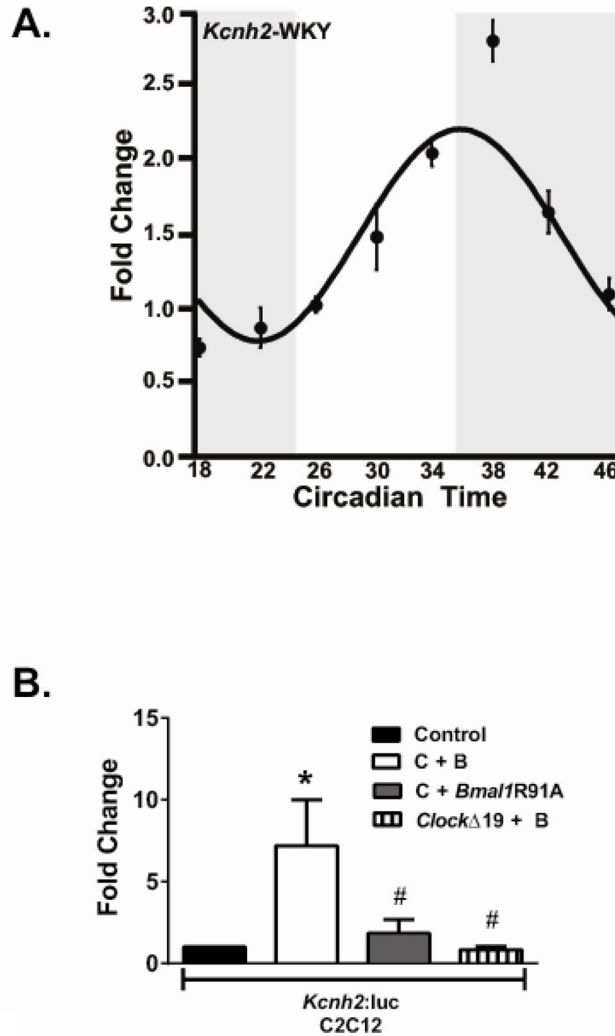 A.
Kcnh2-WKY
3.0
2.5
2.0
1.5
1.0
0.5
0.0
Fold Change
18 22 26 30 34 38 42 46
Circadian Time
B.
15
10
5
0
Fold Change
Control
C + B
C + Bmal1R91A
ClockΔ19 + B
*
#
#
Kcnh2:luc
C2C12